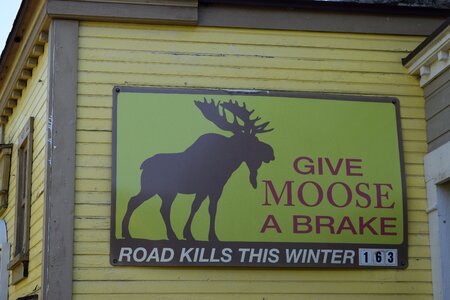 GIVE
MOOSE
A BRAKE
ROAD KILLS THIS WINTER 163